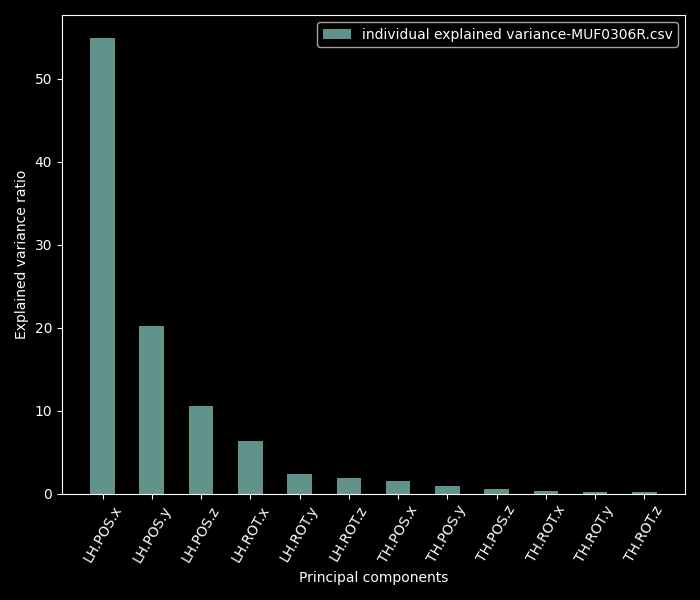 individual explained variance-MUF0306R.csv
Explained variance ratio
50
40
30
20
10
0
LH.POS.x
LH.POS.y
LH.POS.z
LH.ROT.x
LH.ROT.y
LH.ROT.z
TH.POS.x
TH.POS.y
TH.POS.z
TH.ROT.x
TH.ROT.y
TH.ROT.z
Principal components